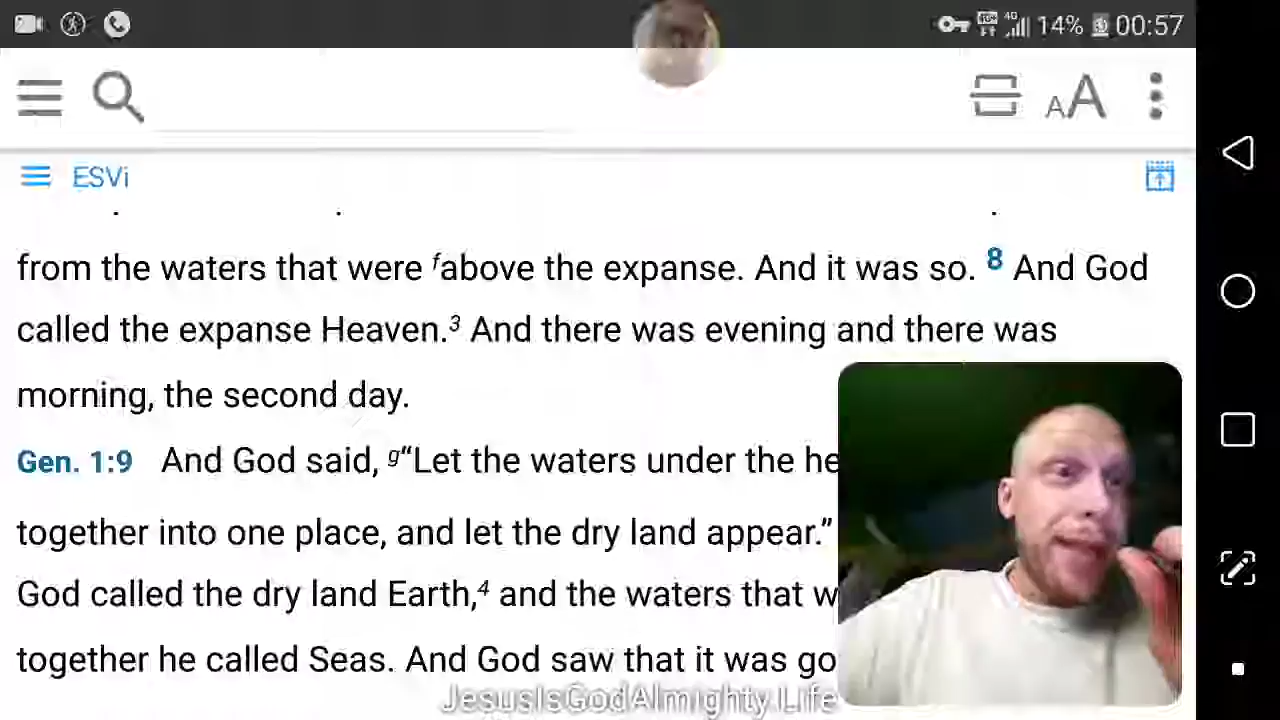 14% 00:57
AA
ESVi
from the waters that were fabove the expanse. And it was so. 8 And God
called the expanse Heaven.3 And there was evening and there was
morning, the second day.
Gen. 1:9 And God said, g“Let the waters under the he
together into one place, and let the dry land appear.”
God called the dry land Earth,4 and the waters that w
together he called Seas. And God saw that it was go
JesusIsGodAlmighty.Life